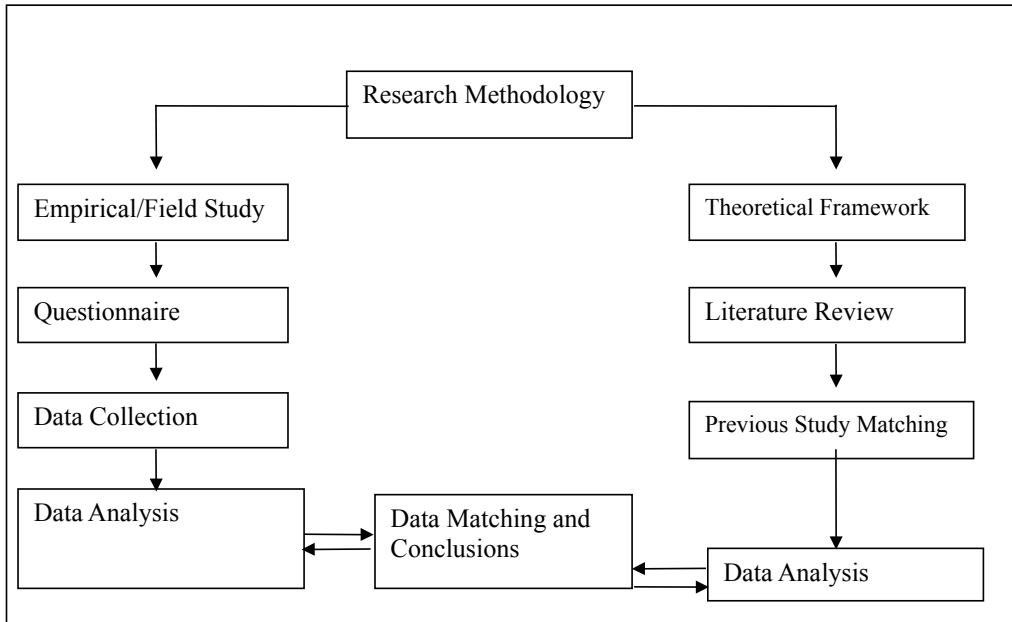 Research Methodology
Empirical/Field Study
Theoretical Framework
Questionnaire
Literature Review
Data Collection
Previous Study Matching
Data Analysis
Data Matching and
Conclusions
Data Analysis